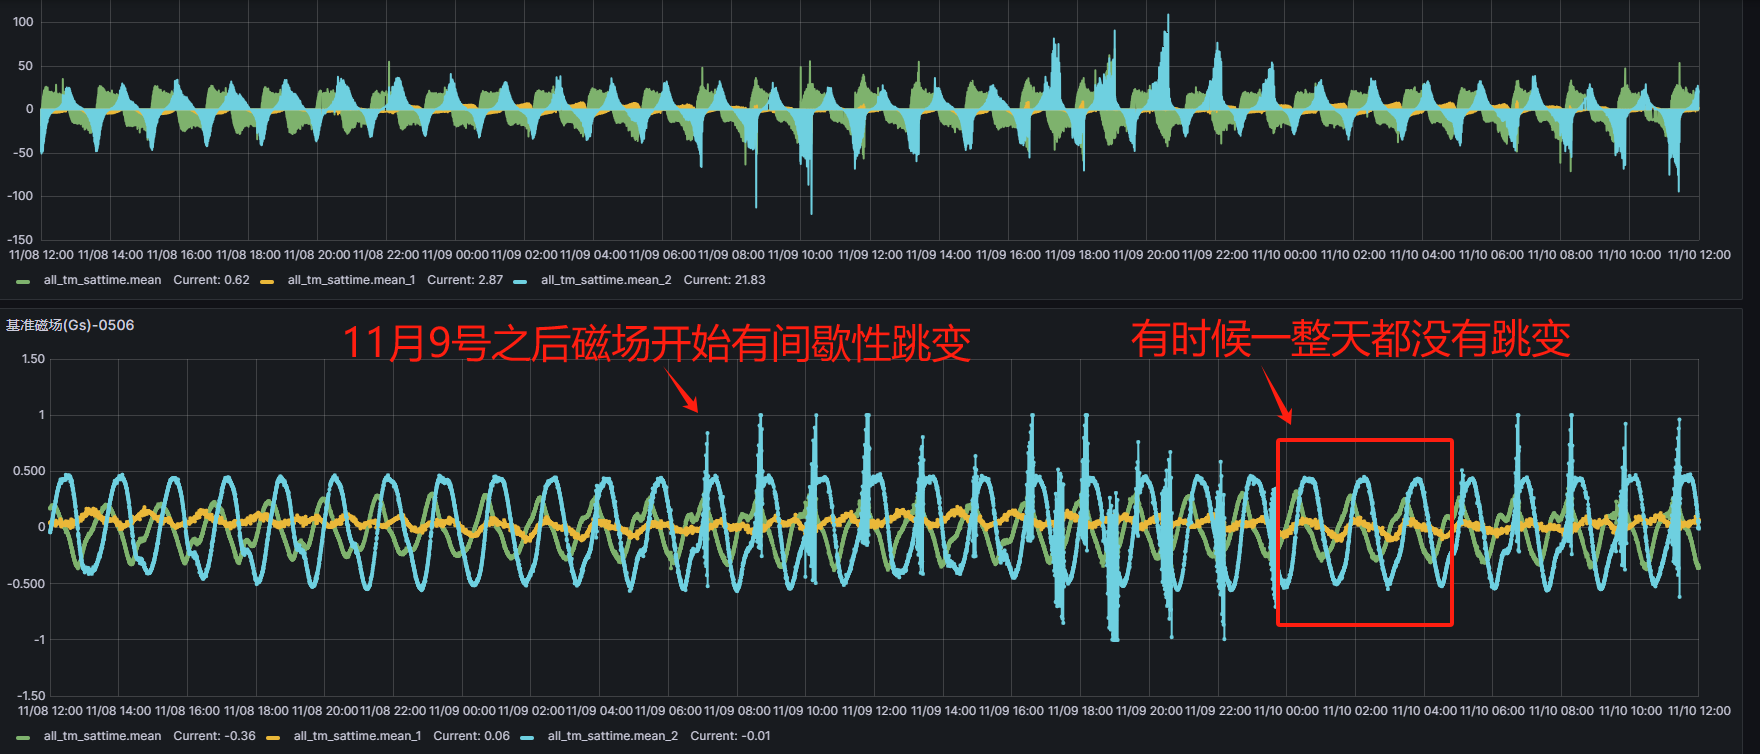 100
50
0
-50
-100
-150
11/08 12:00 11/08 14:00 11/08 16:00 11/08 18:00 11/08 20:00 11/08 22:00 11/09 00:00 11/09 02:00 11/09 04:00 11/09 06:00 11/09 08:00 11/09 10:00 11/09 12:00 11/09 14:00 11/09 16:00 11/09 18:00 11/09 20:00 11/09 22:00 11/10 00:00 11/10 02:00 11/10 04:00 11/10 06:00 11/10 08:00 11/10 10:00 11/10 12:00
all_tm_sattime.mean Current: 0.62 all_tm_sattime.mean_1 Current: 2.87 all_tm_sattime.mean_2 Current: 21.83
基准磁场(Gs)-0506
11月9号之后磁场开始有间歇性跳变
有时候一整天都没有跳变
1.50
1
0.500
0
-0.500
-1
-1.50
11/08 12:00 11/08 14:00 11/08 16:00 11/08 18:00 11/08 20:00 11/08 22:00 11/09 00:00 11/09 02:00 11/09 04:00 11/09 06:00 11/09 08:00 11/09 10:00 11/09 12:00 11/09 14:00 11/09 16:00 11/09 18:00 11/09 20:00 11/09 22:00 11/10 00:00 11/10 02:00 11/10 04:00 11/10 06:00 11/10 08:00 11/10 10:00 11/10 12:00
all_tm_sattime.mean Current: -0.36 all_tm_sattime.mean_1 Current: 0.06 all_tm_sattime.mean_2 Current: -0.01